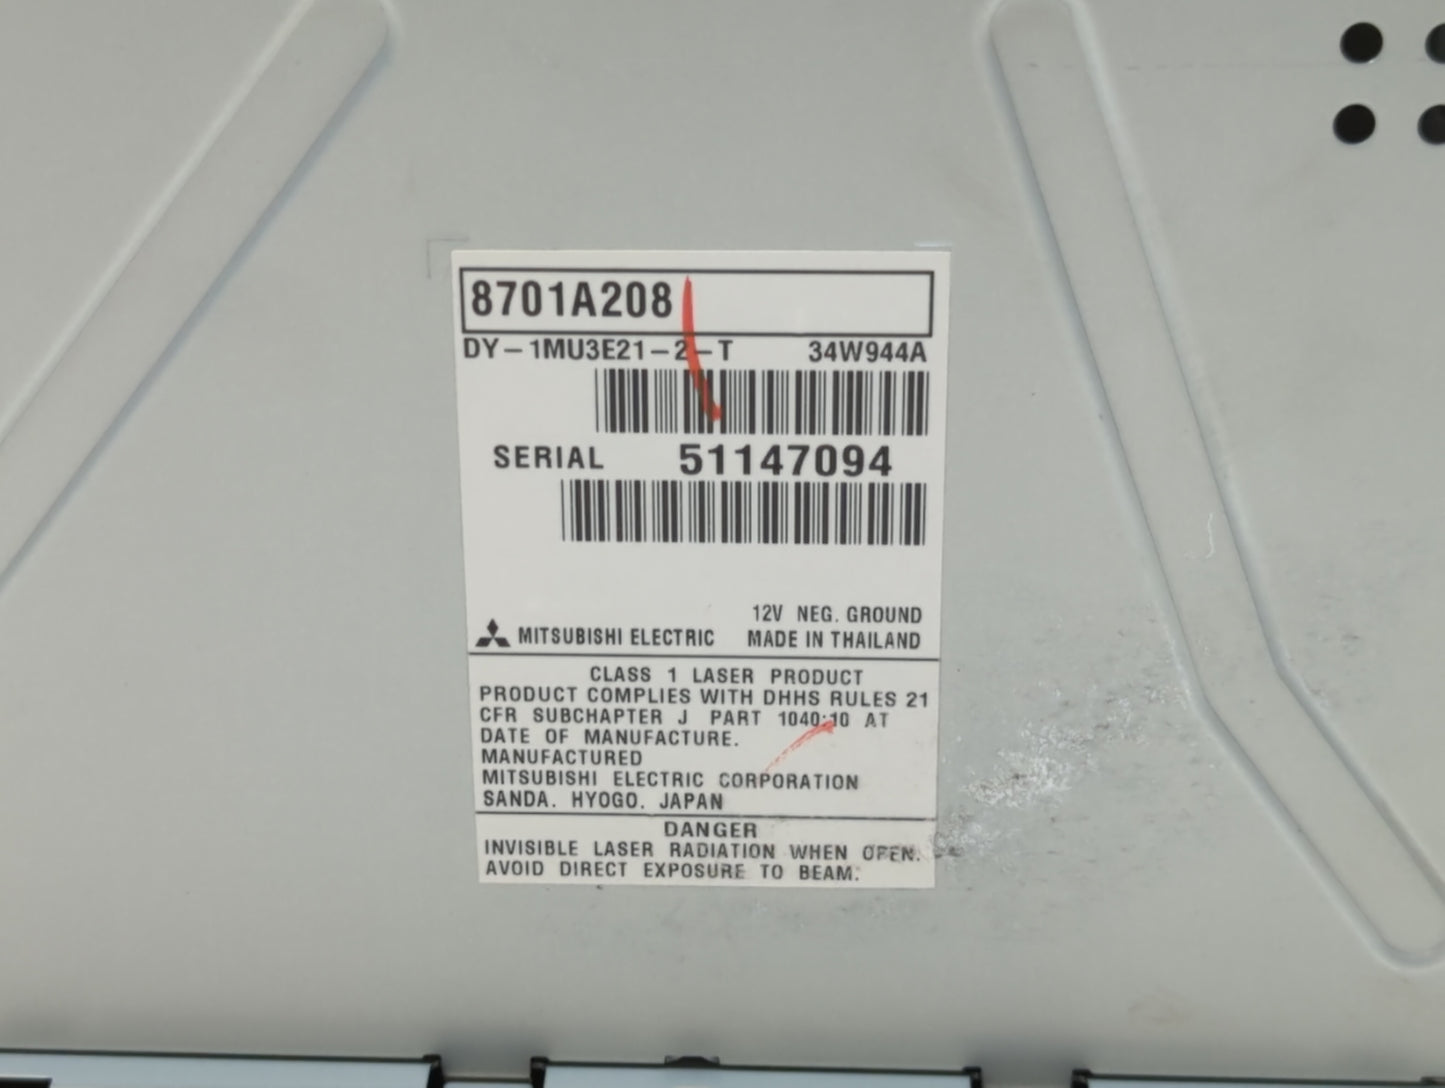 8701A208
DY-1MU3E21-2-T 34W944A
SERIAL 51147094
12V NEG. GROUND
MITSUBISHI ELECTRIC MADE IN THAILAND
CLASS 1 LASER PRODUCT
PRODUCT COMPLIES WITH DHHS RULES 21
CFR SUBCHAPTER J PART 1040:10 AT
DATE OF MANUFACTURE.
MANUFACTURED
MITSUBISHI ELECTRIC CORPORATION
SANDA. HYOGO. JAPAN
DANGER
INVISIBLE LASER RADIATION WHEN OPEN.
AVOID DIRECT EXPOSURE TO BEAM.